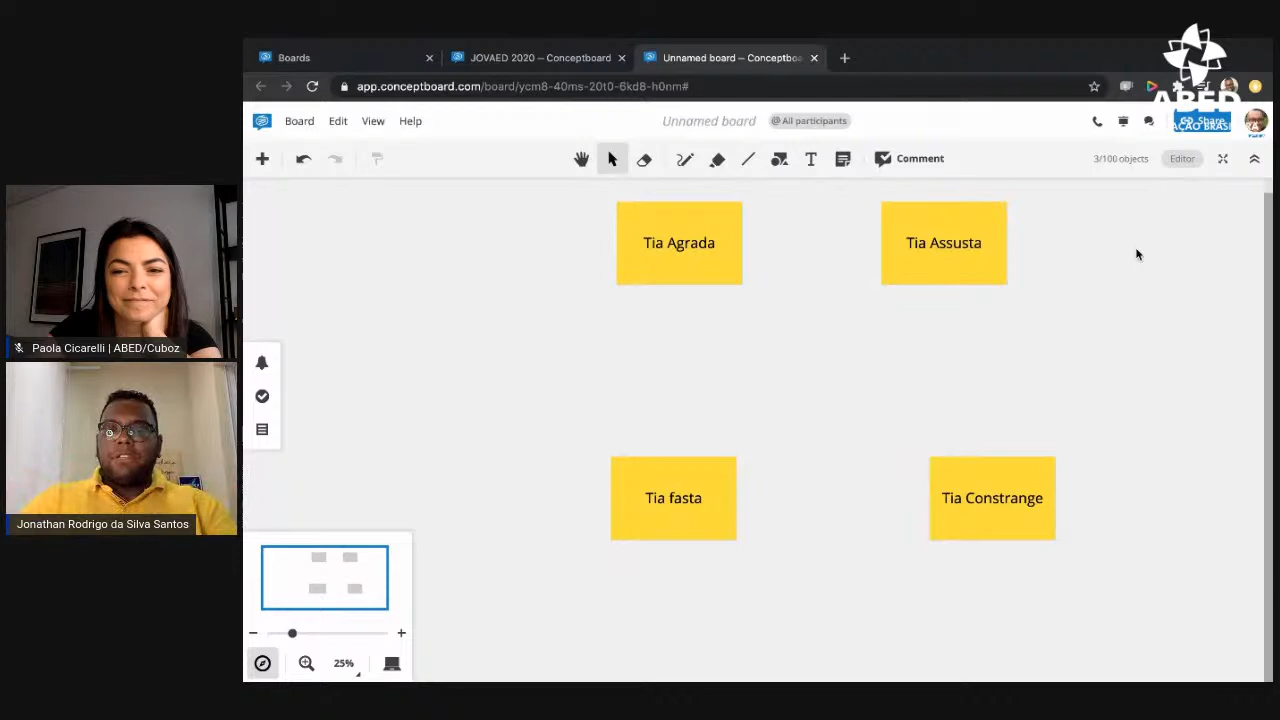 Boards
JOVAED 2020 — Conceptboard
Unnamed board — Conceptboa
app.conceptboard.com/board/ycm8-40ms-20t0-6kd8-h0nm#
ABED
Board Edit View Help
Unnamed board
@ All participants
Share
Comment
3/100 objects
Editor
Tia Agrada
Tia Assusta
Paola Cicarelli | ABED/Cuboz
Tia fasta
Tia Constrange
Jonathan Rodrigo da Silva Santos
25%